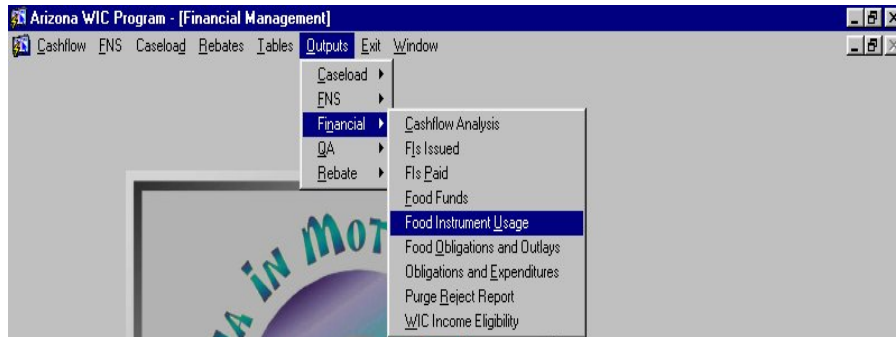 Arizona WIC Program - [Financial Management]
Cashflow FNS Caseload Rebates Tables Outputs Exit Window
Caseload
FNS
Financial
QA
Rebate
Cashflow Analysis
FIs Issued
FIs Paid
Food Funds
Food Instrument Usage
Food Obligations and Outlays
Obligations and Expenditures
Purge Reject Report
WIC Income Eligibility
A IN MOT